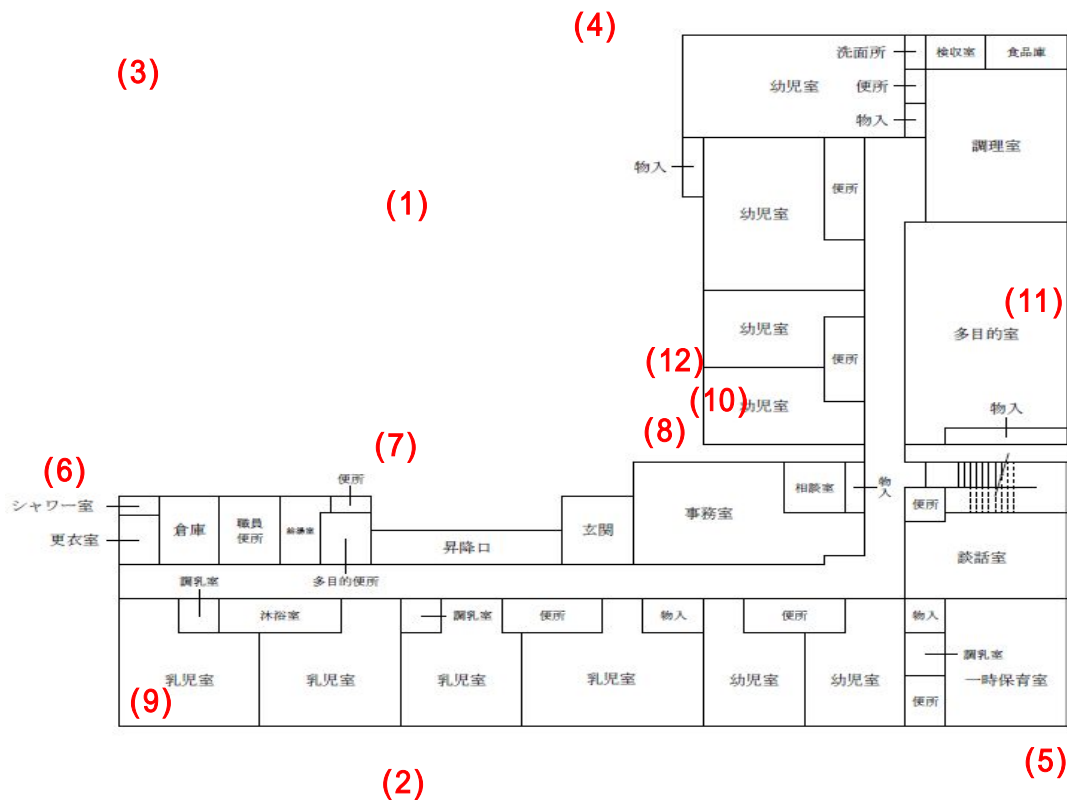 (4)
(3)
洗面所
検収室
食品庫
幼児室
便所
物入
調理室
物入
便所
(1)
幼児室
(11)
幼児室
多目的室
(12)
便所
(10)
幼児室
物入
(8)
(7)
(6)
便所
相談室
物入
シャワー室
便所
倉庫
職員
便所
事務室
玄関
更衣室
昇降口
談話室
調乳室
多目的便所
沐浴室
調乳室
便所
物入
便所
物入
調乳室
乳児室
乳児室
乳児室
乳児室
幼児室
幼児室
一時保育室
(9)
便所
(5)
(2)